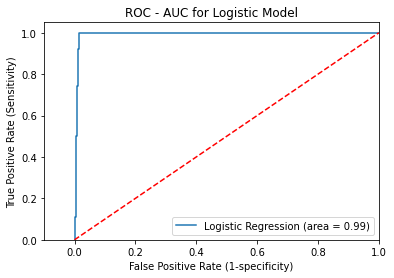 ROC - AUC for Logistic Model
True Positive Rate (Sensitivity)
1.0
0.8
0.6
0.4
0.2
0.0
Logistic Regression (area = 0.99)
0.0 0.2 0.4 0.6 0.8 1.0
False Positive Rate (1-specificity)